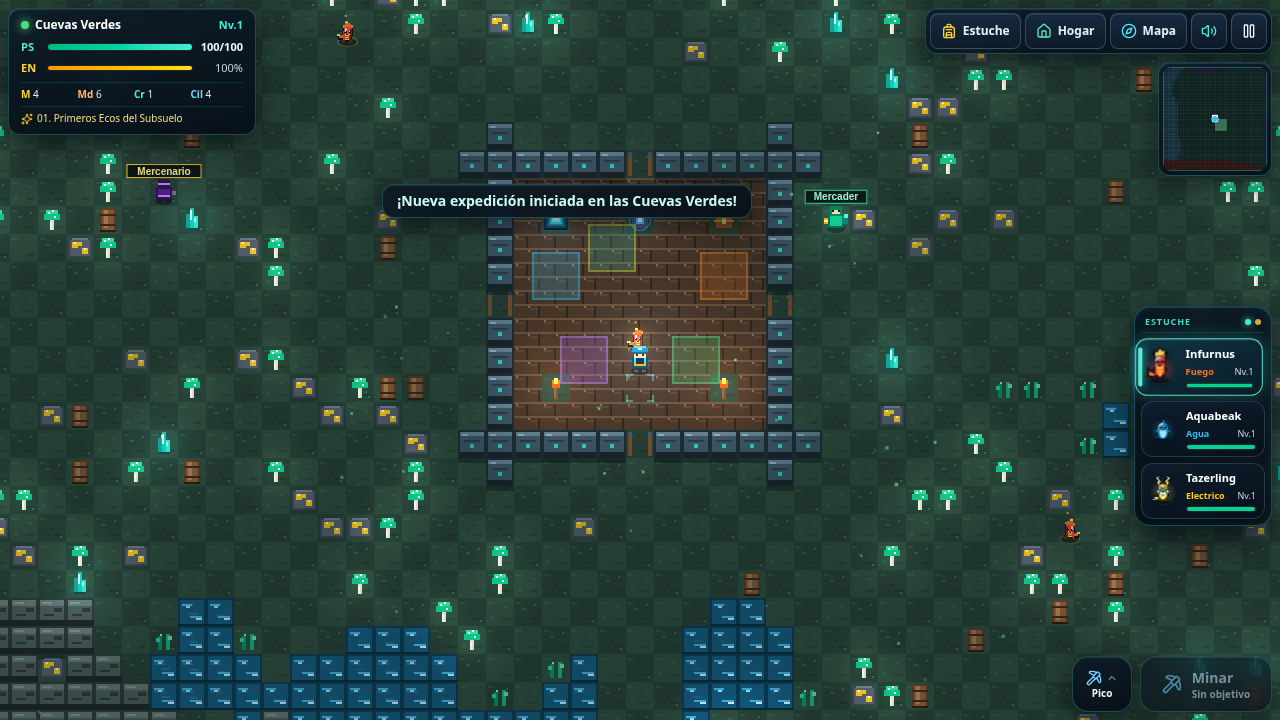 Cuevas Verdes Nv.1
PS 100/100
EN 100%
M 4 Md 6 Cr 1 Cil 4
01. Primeros Ecos del Subsuelo
Estuche
Hogar
Mapa
Mercenario
¡Nueva expedición iniciada en las Cuevas Verdes!
Mercader
ESTUCHE
Infurnus
Fuego Nv.1
Aquabeak
Agua Nv.1
Tazerling
Electrico Nv.1
Pico
Minar
Sin objetivo